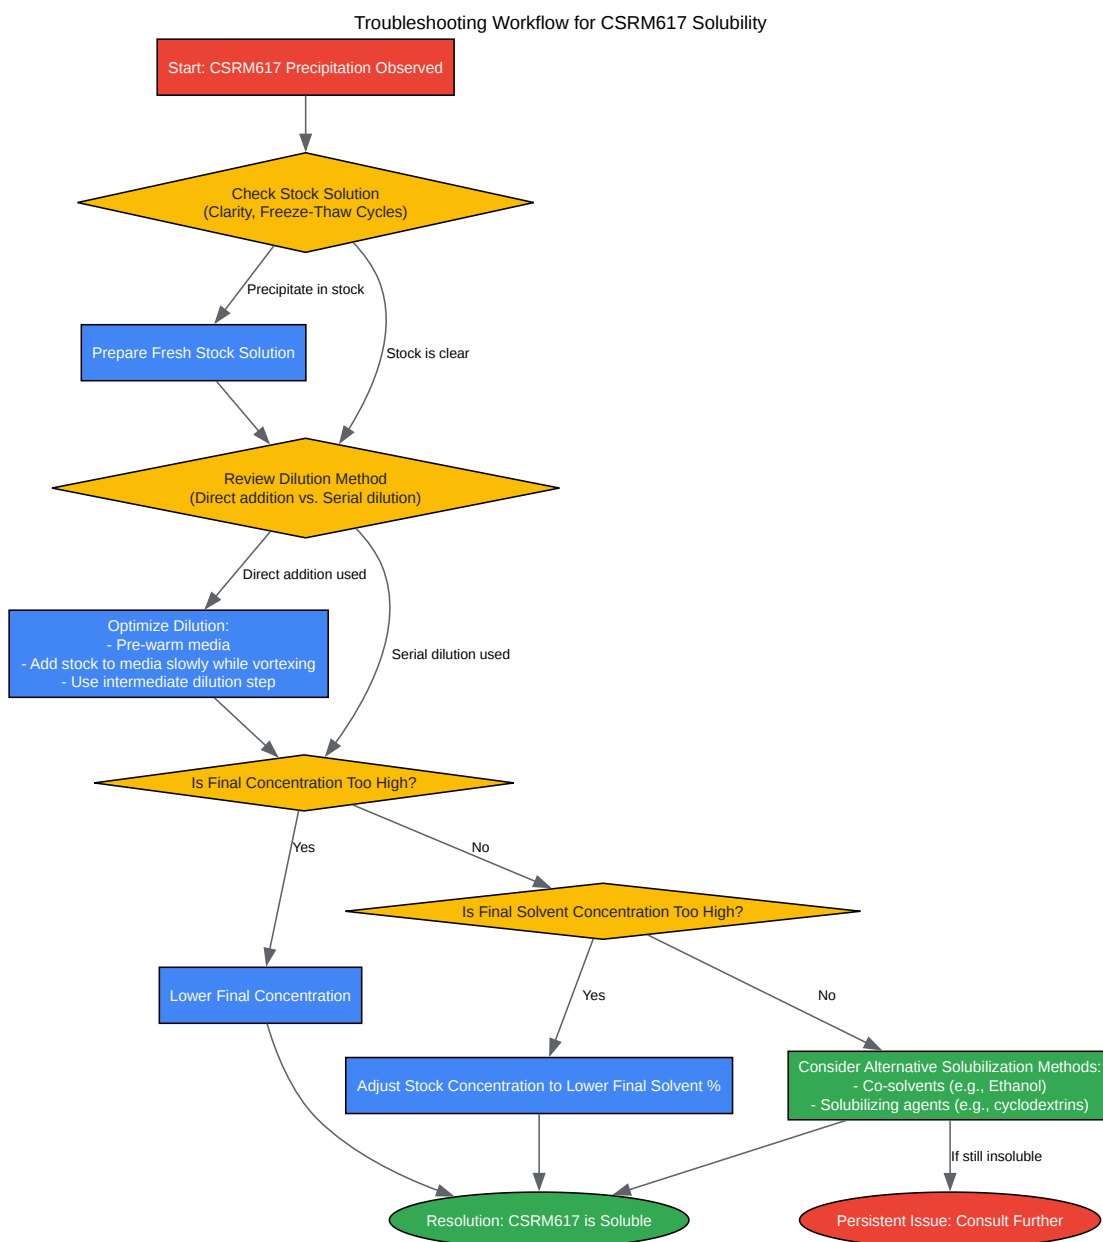 Troubleshooting Workflow for CSRM617 Solubility
Start: CSRM617 Precipitation Observed
Check Stock Solution
(Clarity, Freeze-Thaw Cycles)
Precipitate in stock
Prepare Fresh Stock Solution
Stock is clear
Review Dilution Method
(Direct addition vs. Serial dilution)
Direct addition used
Optimize Dilution:
- Pre-warm media
- Add stock to media slowly while vortexing
- Use intermediate dilution step
Serial dilution used
Is Final Concentration Too High?
Yes
No
Is Final Solvent Concentration Too High?
Lower Final Concentration
Yes
No
Adjust Stock Concentration to Lower Final Solvent %
Consider Alternative Solubilization Methods:
- Co-solvents (e.g., Ethanol)
- Solubilizing agents (e.g., cyclodextrins)
If still insoluble
Resolution: CSRM617 is Soluble
Persistent Issue: Consult Further